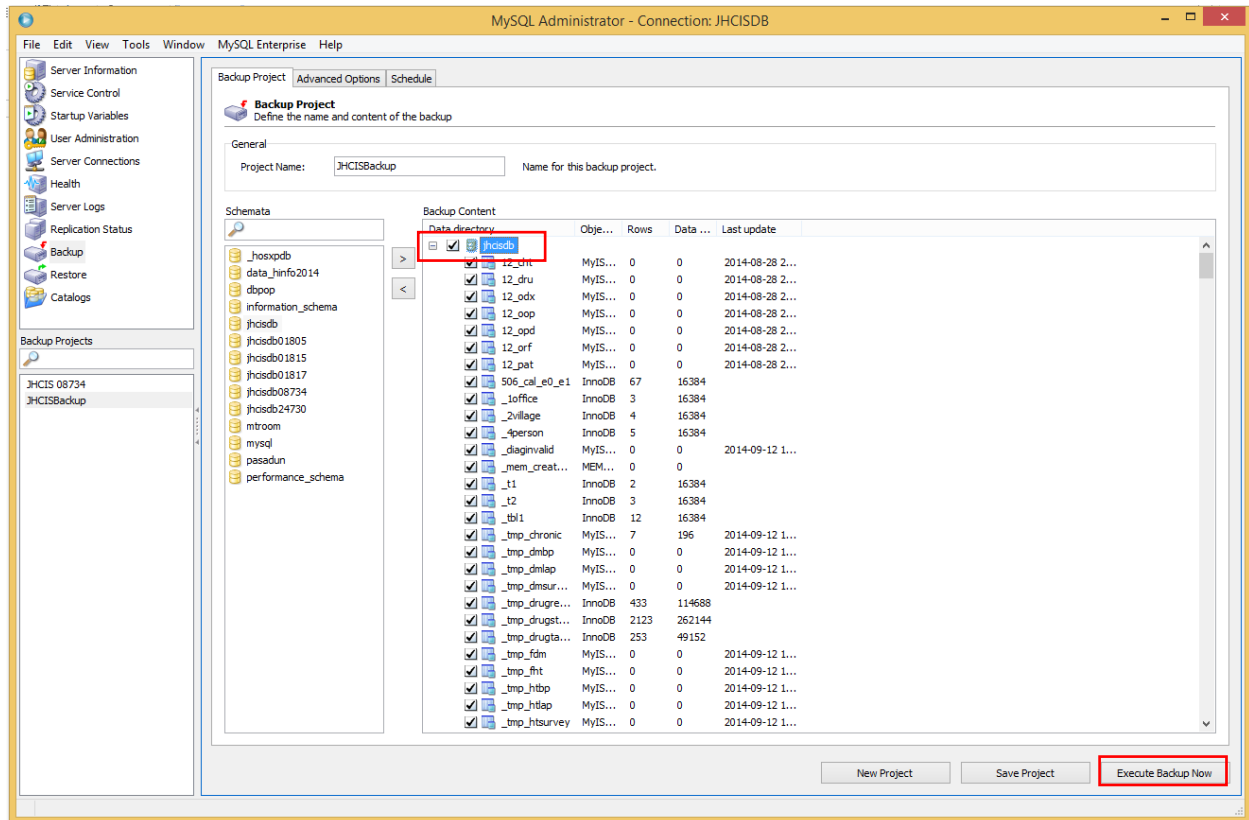 MySQL Administrator - Connection: JHCISDB
File Edit View Tools Window MySQL Enterprise Help
Server Information
Service Control
Startup Variables
User Administration
Server Connections
Health
Server Logs
Replication Status
Backup
Restore
Catalogs
Backup Projects
JHCIS 08734
JHCISBackup
Backup Project Advanced Options Schedule
Backup Project
Define the name and content of the backup
General
Project Name: JHCISBackup Name for this backup project.
Schemata
_hosxpdb
data_hinfo2014
dbpop
information_schema
jhcisdb
jhcisdb01805
jhcisdb01815
jhcisdb01817
jhcisdb08734
jhcisdb24730
mtroom
mysql
pasadun
performance_schema
> 
<
Backup Content
Data directory Obje... Rows Data ... Last update
jhcisdb
12_cht MyIS... 0 0 2014-08-28 2...
12_dru MyIS... 0 0 2014-08-28 2...
12_odx MyIS... 0 0 2014-08-28 2...
12_oop MyIS... 0 0 2014-08-28 2...
12_opd MyIS... 0 0 2014-08-28 2...
12_orf MyIS... 0 0 2014-08-28 2...
12_pat MyIS... 0 0 2014-08-28 2...
506_cal_e0_e1 InnoDB 67 16384
_1office InnoDB 3 16384
_2village InnoDB 4 16384
_4person InnoDB 5 16384
_diaginvalid MyIS... 0 0 2014-09-12 1...
_mem_creat... MEM... 0 0
_t1 InnoDB 2 16384
_t2 InnoDB 3 16384
_tbl1 InnoDB 12 16384
_tmp_chronic MyIS... 7 196 2014-09-12 1...
_tmp_dmbp MyIS... 0 0 2014-09-12 1...
_tmp_dmlap MyIS... 0 0 2014-09-12 1...
_tmp_dmsur... MyIS... 0 0 2014-09-12 1...
_tmp_drugre... InnoDB 433 114688
_tmp_drugst... InnoDB 2123 262144
_tmp_drugta... InnoDB 253 49152
_tmp_fdm MyIS... 0 0 2014-09-12 1...
_tmp_fht MyIS... 0 0 2014-09-12 1...
_tmp_htbp MyIS... 0 0 2014-09-12 1...
_tmp_htlap MyIS... 0 0 2014-09-12 1...
_tmp_htsurvey MyIS... 0 0 2014-09-12 1...
New Project Save Project Execute Backup Now